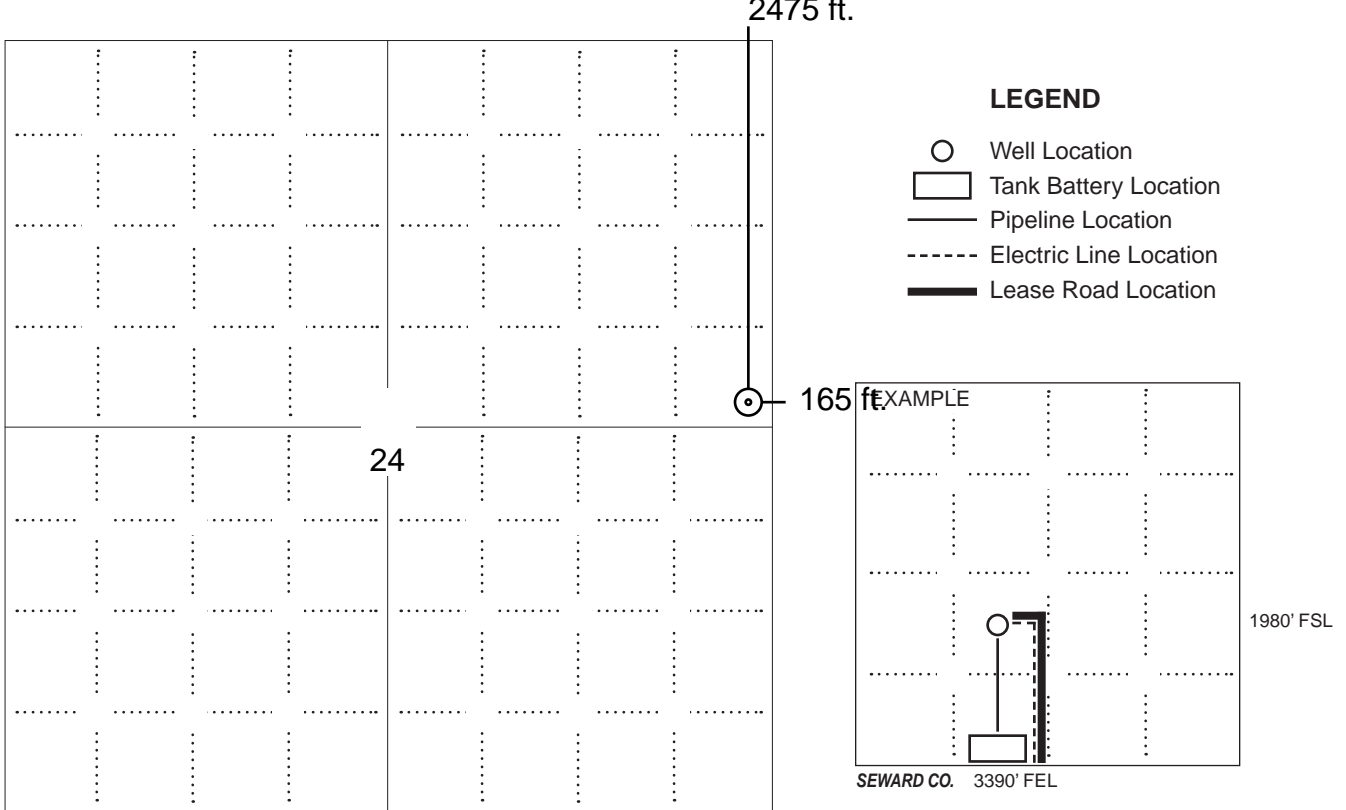 2475 ft.
LEGEND
Well Location
Tank Battery Location
Pipeline Location
Electric Line Location
Lease Road Location
165 ft.
EXAMPLE
24
1980' FSL
SEWARD CO. 3390' FEL